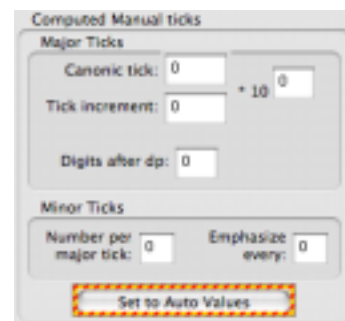 Computed Manual ticks
Major Ticks
Canonic tick: 0
* 10 0
Tick increment: 0
Digits after dp: 0
Minor Ticks
Number per major tick: 0
Emphasize every: 0
Set to Auto Values